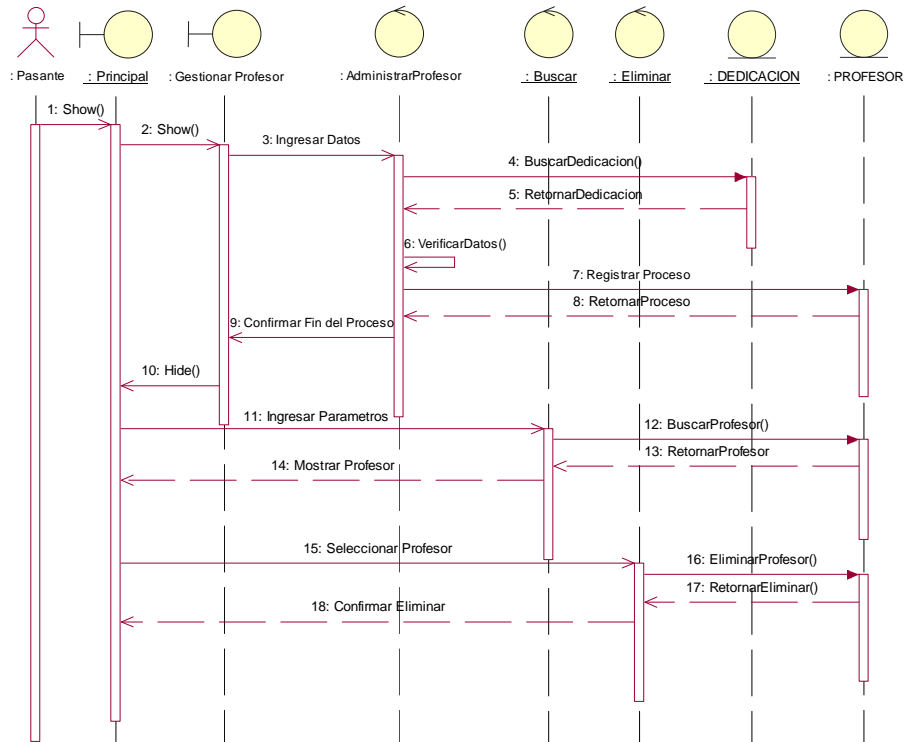 : Pasante
: Principal
: Gestionar Profesor
: AdministrarProfesor
: Buscar
: Eliminar
: DEDICACION
: PROFESOR
1: Show()
2: Show()
3: Ingresar Datos
4: BuscarDedicacion()
5: RetornarDedicacion
6: VerificarDatos()
7: Registrar Proceso
8: RetornarProceso
9: Confirmar Fin del Proceso
10: Hide()
11: Ingresar Parametros
12: BuscarProfesor()
13: RetornarProfesor
14: Mostrar Profesor
15: Seleccionar Profesor
16: EliminarProfesor()
17: RetornarEliminar()
18: Confirmar Eliminar